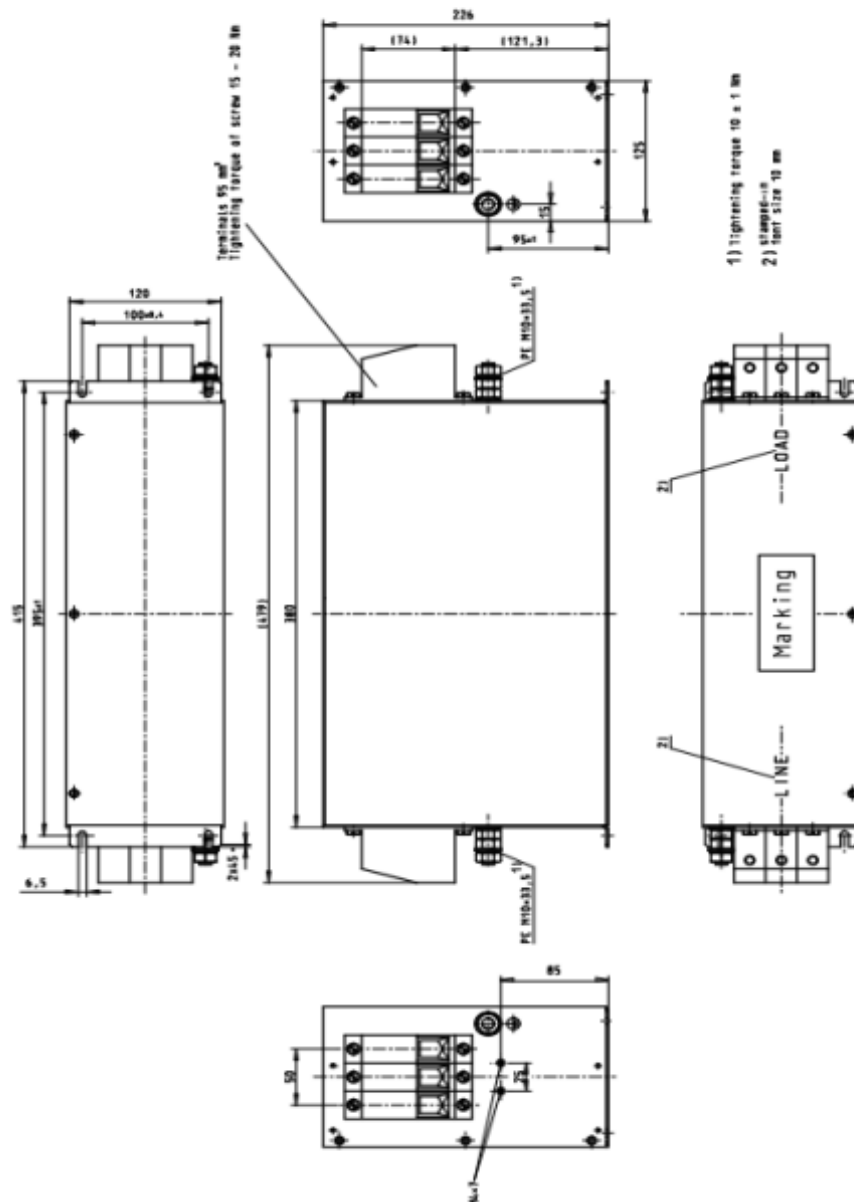 226
(74)
(121,3)
125
15
95±1
Terminals 95 mm²
Tightening torque of screw 15 - 20 Nm
1) Tightening torque 10 ± 1 Nm
2) stamped-in
font size 10 mm
120
100±0,4
415
395±1
6.5
2x45
(479)
380
PE M10x33,5 1)
PE M10x33,5 1)
2)
LOAD
Marking
2)
LINE
85
50
25